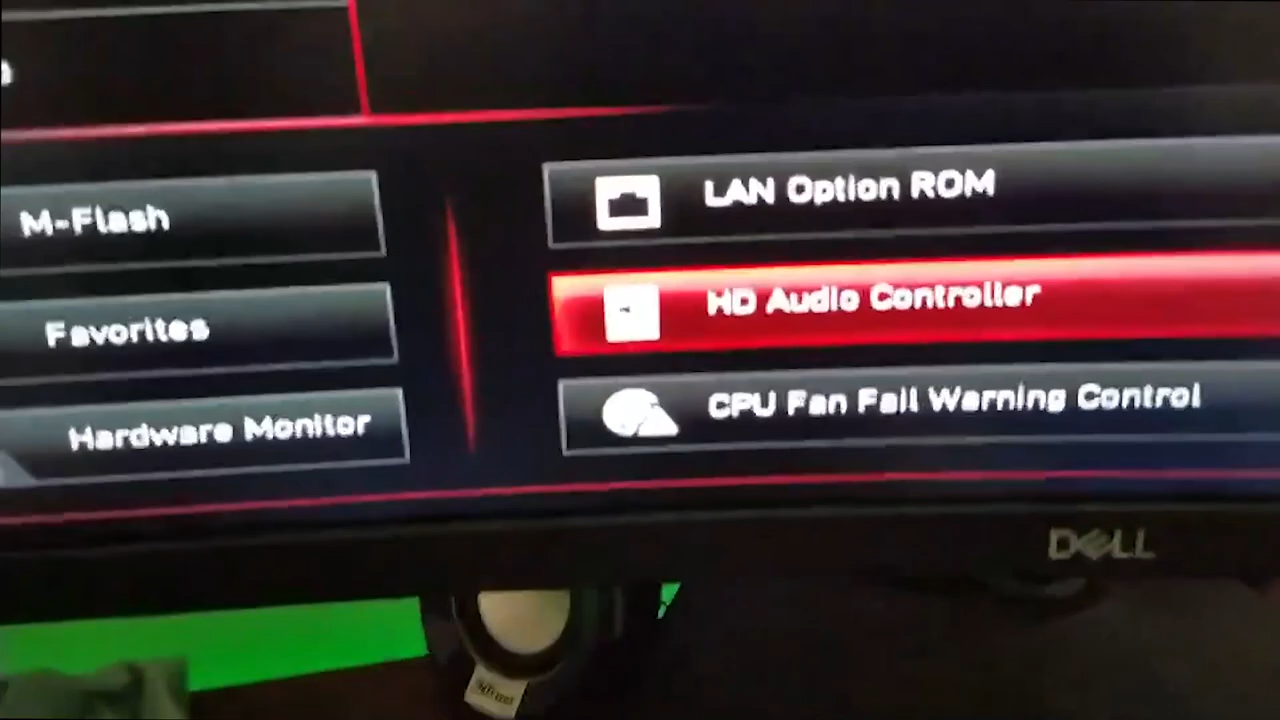 M-Flash
Favorites
Hardware Monitor
LAN Option ROM
HD Audio Controller
CPU Fan Fail Warning Control
DELL